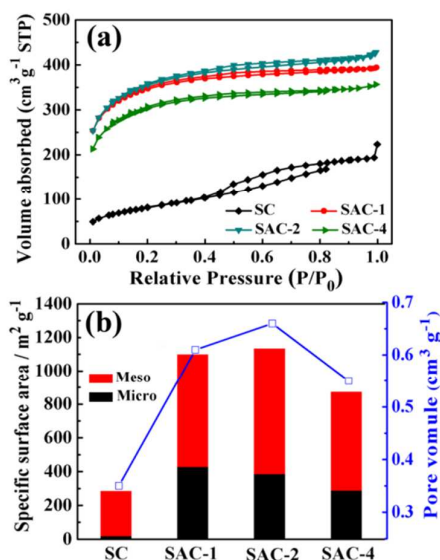 (a)
Volume absorbed (cm³ g⁻¹ STP)
500
400
300
200
100
0
SC
SAC-1
SAC-2
SAC-4
0.0 0.2 0.4 0.6 0.8 1.0
Relative Pressure (P/P₀)
(b)
Specific surface area / m² g⁻¹
1400
1200
1000
800
600
400
200
0
Meso
Micro
0.7
0.6
0.5
0.4
0.3
Pore vomule (cm³ g⁻¹)
SC SAC-1 SAC-2 SAC-4